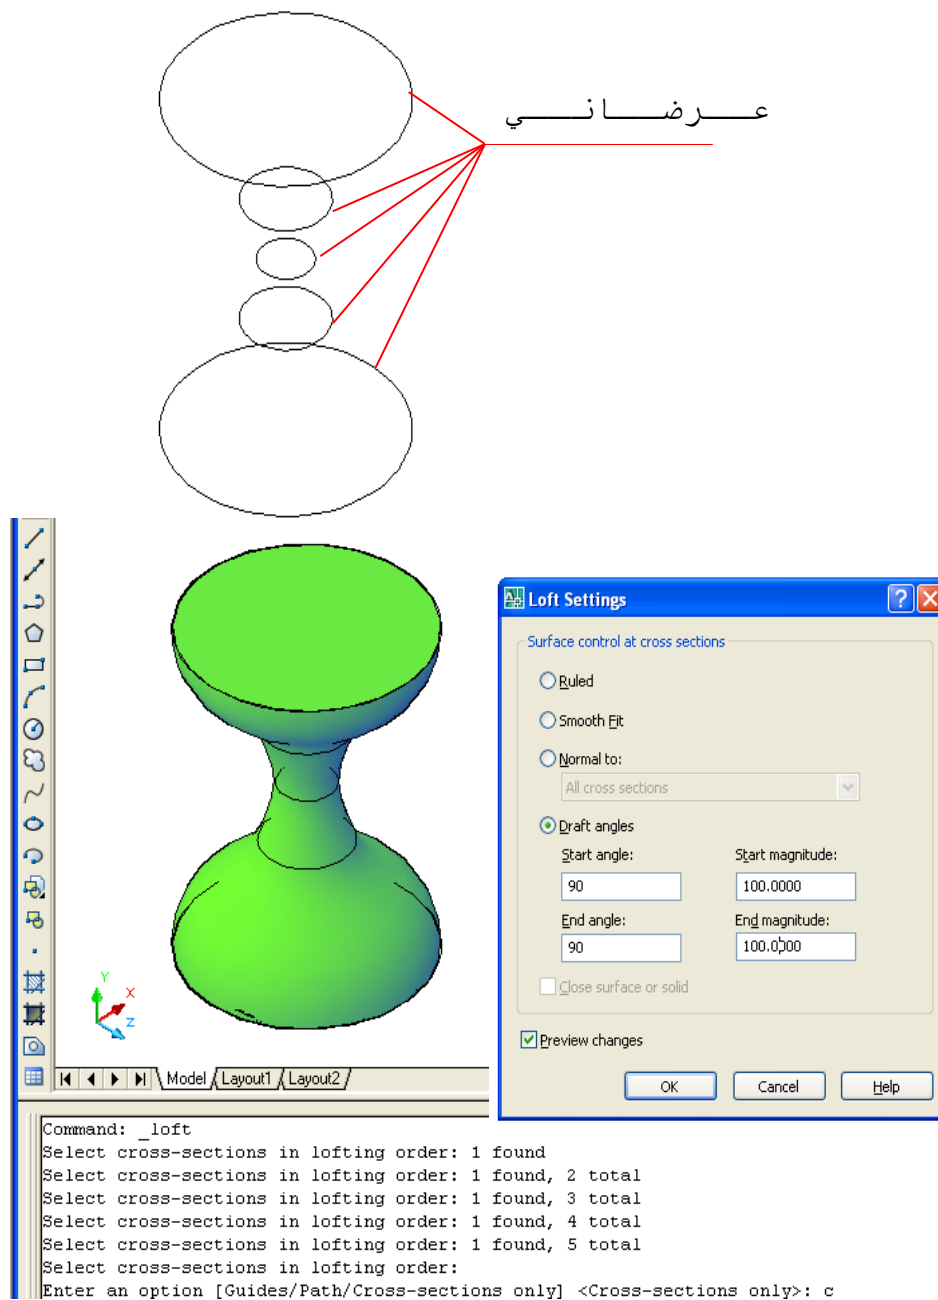 عرضاني
Loft Settings
Surface control at cross sections
Ruled
Smooth Fit
Normal to:
All cross sections
Draft angles
Start angle: Start magnitude:
90 100.0000
End angle: End magnitude:
90 100.0000
Close surface or solid
Preview changes
OK Cancel Help
Y
X
Z
Model Layout1 Layout2
Command: _loft
Select cross-sections in lofting order: 1 found
Select cross-sections in lofting order: 1 found, 2 total
Select cross-sections in lofting order: 1 found, 3 total
Select cross-sections in lofting order: 1 found, 4 total
Select cross-sections in lofting order: 1 found, 5 total
Select cross-sections in lofting order:
Enter an option [Guides/Path/Cross-sections only] <Cross-sections only>: c